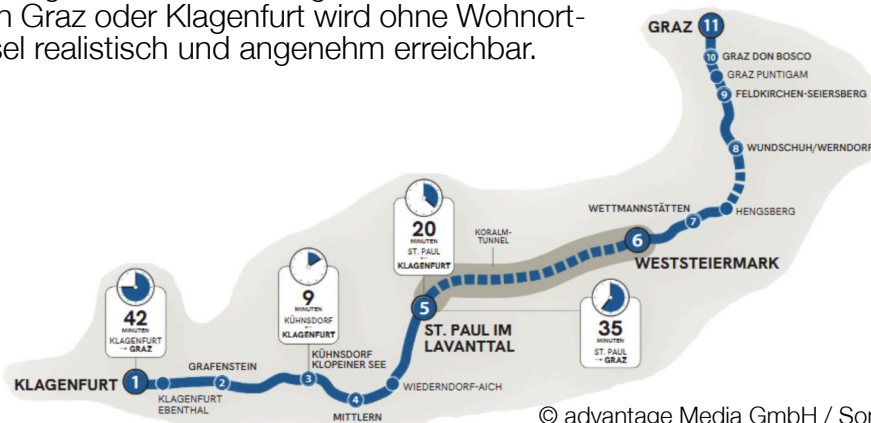 n Graz oder Klagenfurt wird ohne Wohnort-
sel realistisch und angenehm erreichbar.
GRAZ 11
10 GRAZ DON BOSCO
GRAZ PUNTIGAM
9 FELDKIRCHEN-SEIERSBERG
8 WUNDSCHUH/WERNDORF
HENGSBERG
WETTMANNSTÄTTEN
7
6
WESTSTEIERMARK
KORALM-
TUNNEL
20
MINUTEN
ST. PAUL
KLAGENFURT
5
ST. PAUL IM
LAVANTTAL
35
MINUTEN
ST. PAUL
→ GRAZ
9
MINUTEN
KÜHNSDORF
KLAGENFURT
42
MINUTEN
KLAGENFURT
→ GRAZ
KLAGENFURT 1
KLAGENFURT
EBENTHAL
GRAFENSTEIN
2
KÜHNSDORF
KLOPEINER SEE
3
4
MITTLERN
WIEDERNDORF-AICH
© advantage Media GmbH / Son